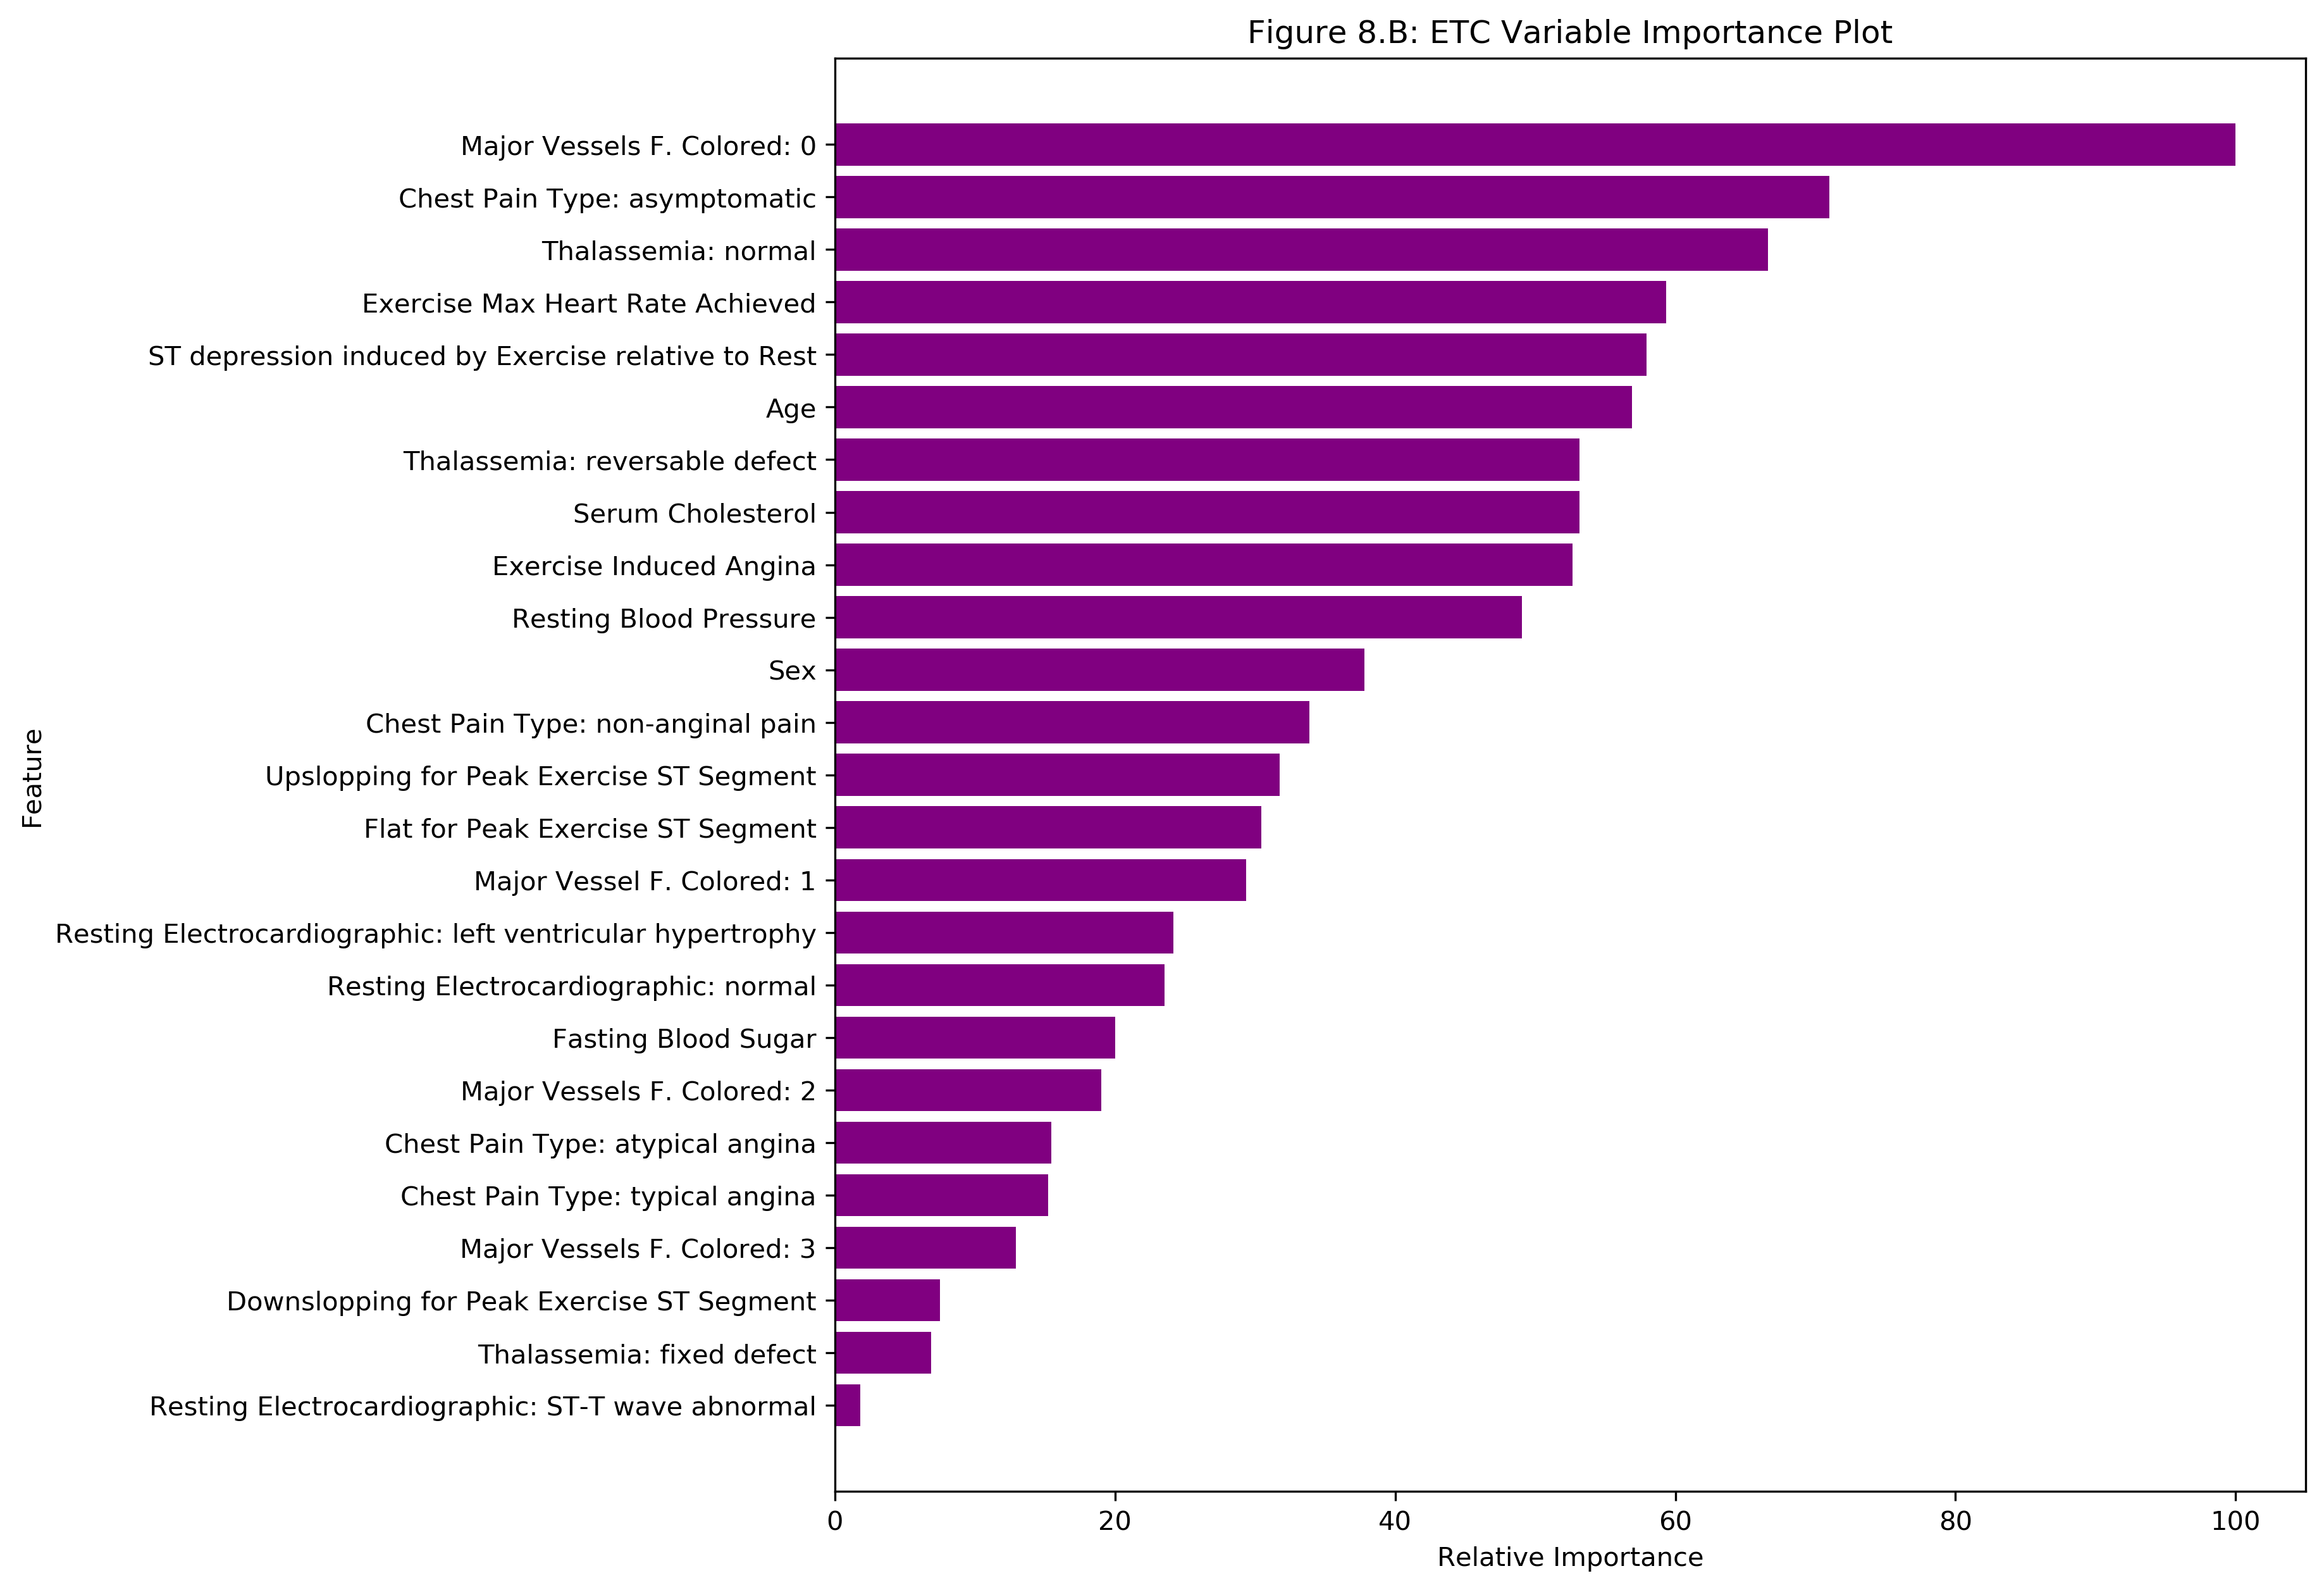 Figure 8.B: ETC Variable Importance Plot
Major Vessels F. Colored: 0
Chest Pain Type: asymptomatic
Thalassemia: normal
Exercise Max Heart Rate Achieved
ST depression induced by Exercise relative to Rest
Age
Thalassemia: reversable defect
Serum Cholesterol
Exercise Induced Angina
Resting Blood Pressure
Sex
Chest Pain Type: non-anginal pain
Upslopping for Peak Exercise ST Segment
Flat for Peak Exercise ST Segment
Major Vessel F. Colored: 1
Resting Electrocardiographic: left ventricular hypertrophy
Resting Electrocardiographic: normal
Fasting Blood Sugar
Major Vessels F. Colored: 2
Chest Pain Type: atypical angina
Chest Pain Type: typical angina
Major Vessels F. Colored: 3
Downslopping for Peak Exercise ST Segment
Thalassemia: fixed defect
Resting Electrocardiographic: ST-T wave abnormal
Feature
0 20 40 60 80 100
Relative Importance